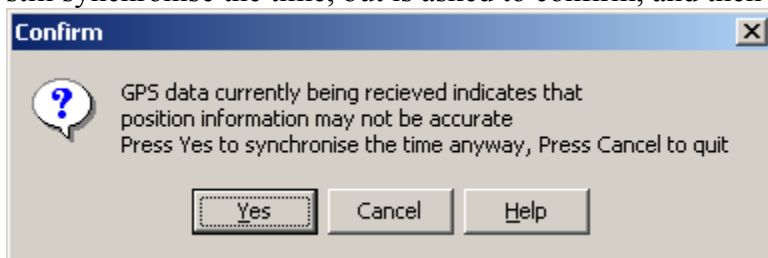 still synchronise the time, but is asked to confirm, and then
Confirm
GPS data currently being recieved indicates that
position information may not be accurate
Press Yes to synchronise the time anyway, Press Cancel to quit
Yes Cancel Help